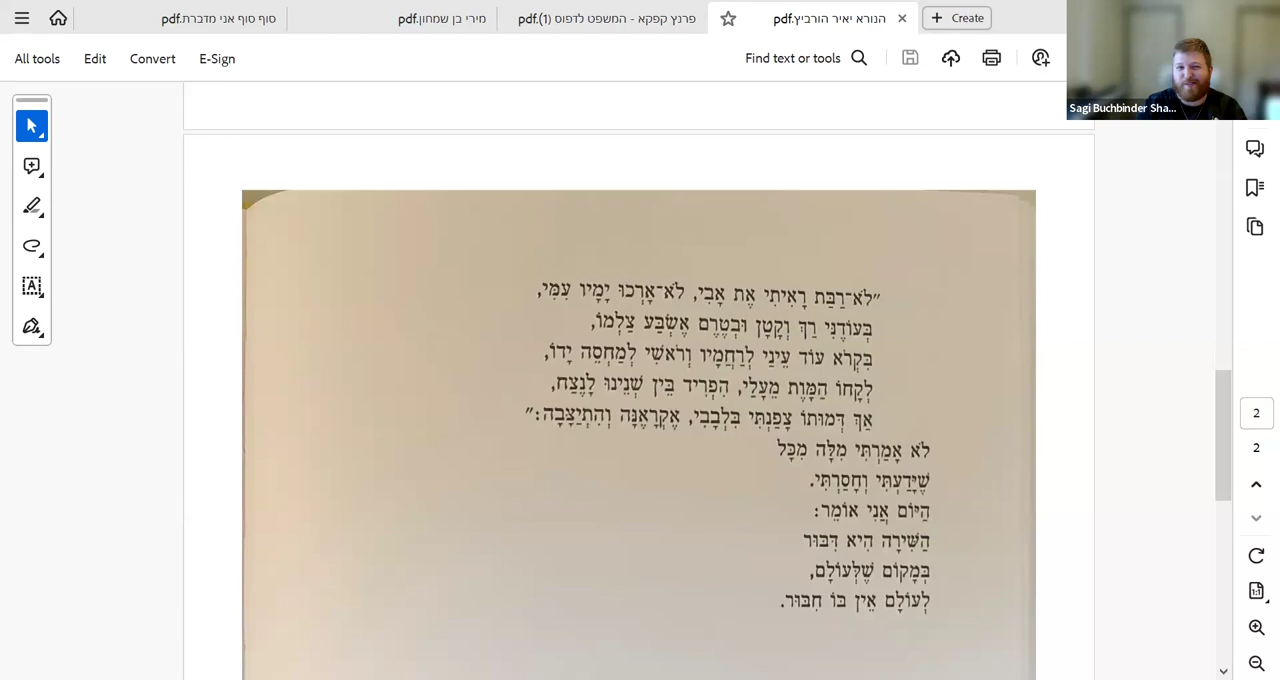 סוף סוף אני מדברת.pdf
מירי בן שמחון.pdf
פרנץ קפקא - המשפט לדפוס (1).pdf
הנורא יאיר הורביץ.pdf
Create
All tools
Edit
Convert
E-Sign
Find text or tools
Sagi Buchbinder Sha...
"לֹא־רַבַּת רָאִיתִי אֶת אָבִי, לֹא־אָרְכוּ יָמָיו עִמִּי,
בְּעוֹדֶנִּי רַךְ וְקָטָן וּבְטֶרֶם אֶשְׂבַּע צַלְמוֹ,
בִּקְרֹא עוֹד עֵינַי לְרַחֲמָיו וְרֹאשִׁי לְמַחְסֵה יָדוֹ,
לְקָחוֹ הַמָּוֶת מֵעָלַי, הִפְרִיד בֵּין שְׁנֵינוּ לָנֶצַח,
אַךְ דְּמוּתוֹ צָפַנְתִּי בִּלְבָבִי, אֶקְרָאֶנָּה וְהִתְיַצָּבָה:"
לֹא אָמַרְתִּי מִלָּה מִכָּל
שֶׁיָּדַעְתִּי וְחָסַרְתִּי.
הַיּוֹם אֲנִי אוֹמֵר:
הַשִּׁירָה הִיא דִּבּוּר
בְּמָקוֹם שֶׁלְּעוֹלָם,
לְעוֹלָם אֵין בּוֹ חִבּוּר.
2
2
1:1